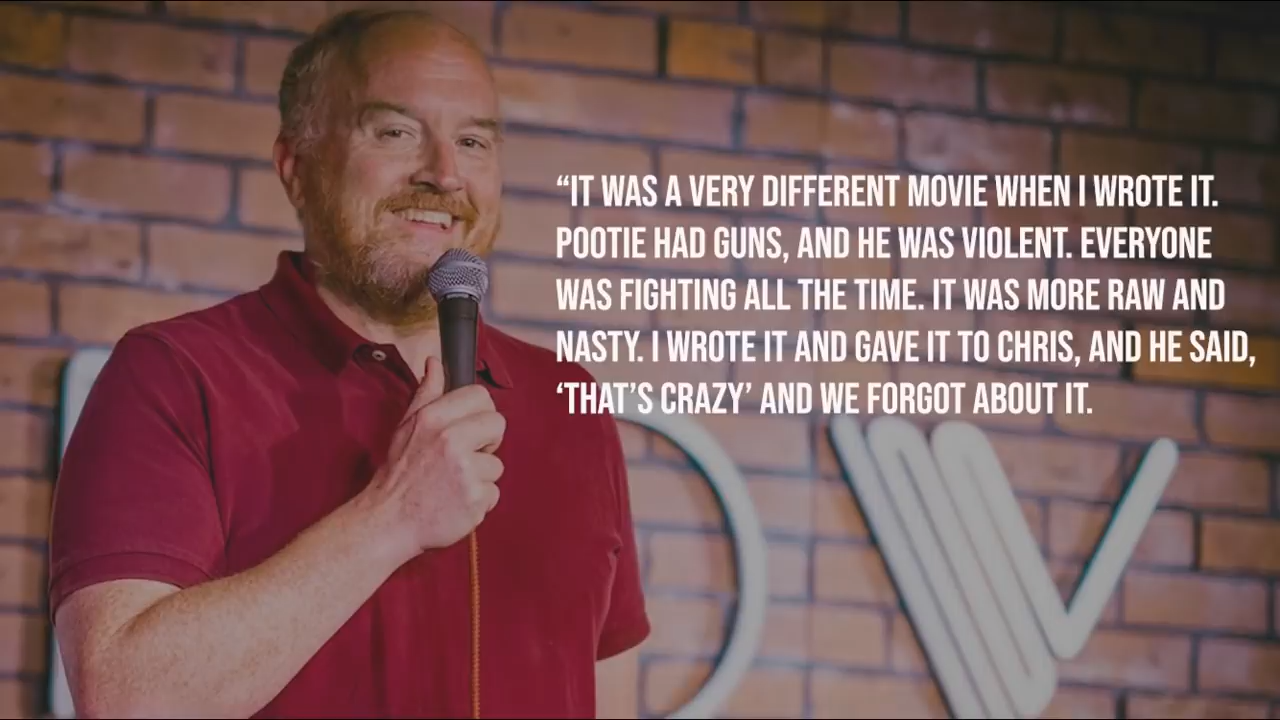 “IT WAS A VERY DIFFERENT MOVIE WHEN I WROTE IT.
POOTIE HAD GUNS, AND HE WAS VIOLENT. EVERYONE
WAS FIGHTING ALL THE TIME. IT WAS MORE RAW AND
NASTY. I WROTE IT AND GAVE IT TO CHRIS, AND HE SAID,
‘THAT’S CRAZY’ AND WE FORGOT ABOUT IT.